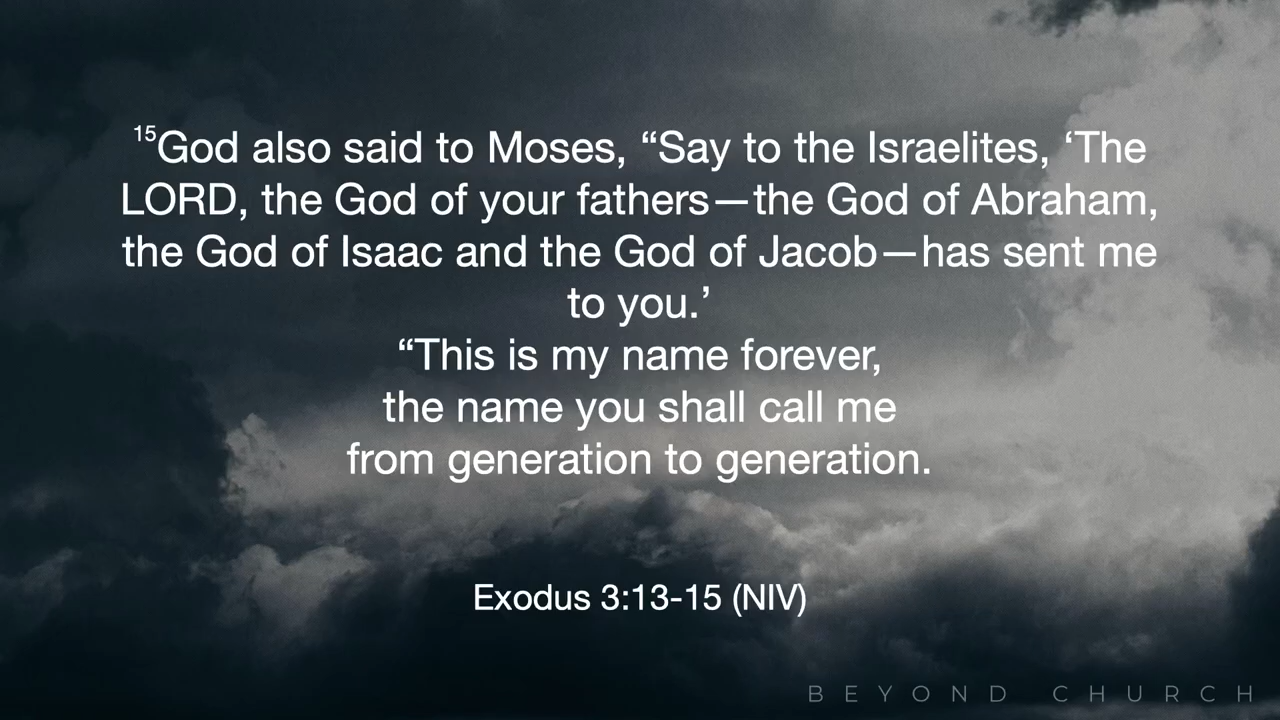 15God also said to Moses, “Say to the Israelites, ‘The
LORD, the God of your fathers—the God of Abraham,
the God of Isaac and the God of Jacob—has sent me
to you.’
“This is my name forever,
the name you shall call me
from generation to generation.
Exodus 3:13-15 (NIV)
BEYOND CHURCH